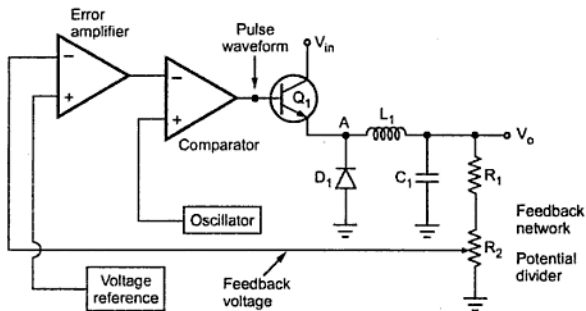 Error
amplifier
Pulse
waveform
V_in
−
+
−
+
Q_1
A
L_1
V_o
Comparator
D_1
C_1
R_1
Oscillator
Feedback
network
R_2
Potential
divider
Voltage
reference
Feedback
voltage